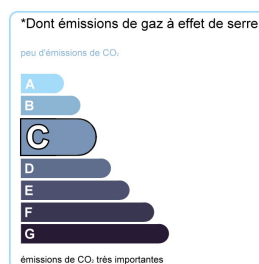 *Dont émissions de gaz à effet de serre
peu d'émissions de CO₂
A
B
C
D
E
F
G
émissions de CO₂ très importantes